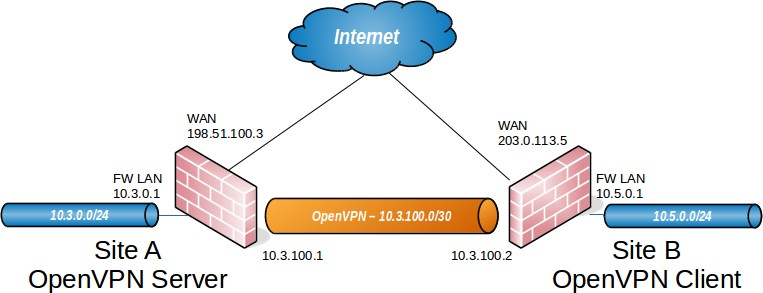 Internet
WAN
198.51.100.3
WAN
203.0.113.5
FW LAN
10.3.0.1
FW LAN
10.5.0.1
10.3.0.0/24
OpenVPN – 10.3.100.0/30
10.5.0.0/24
Site A
OpenVPN Server
10.3.100.1
10.3.100.2
Site B
OpenVPN Client